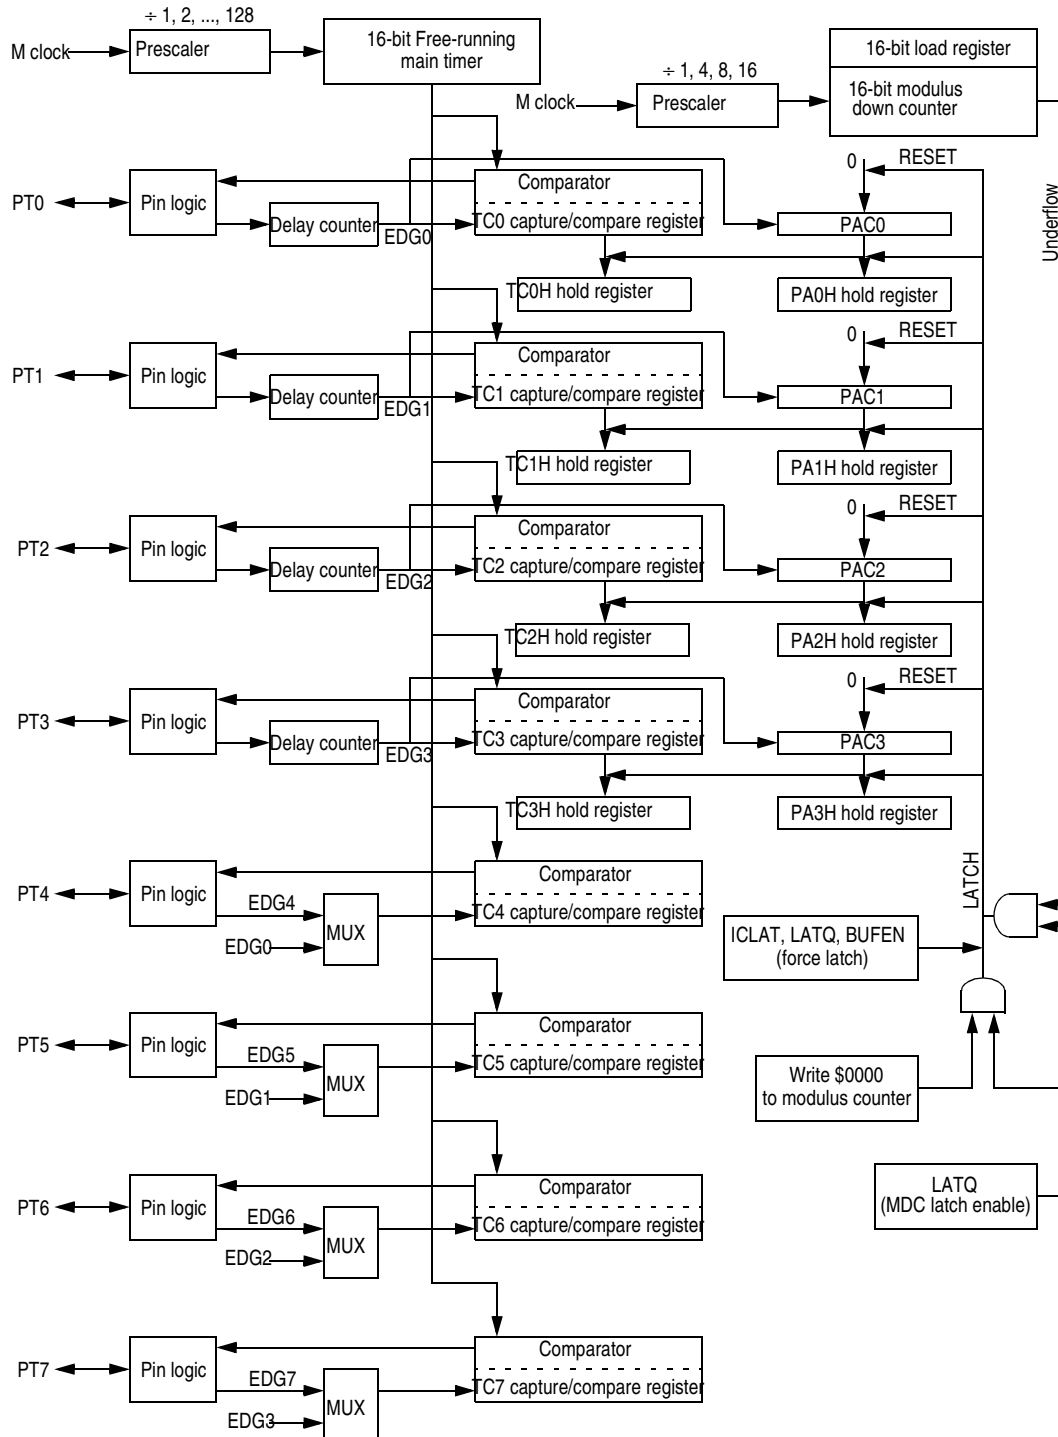 ÷ 1, 2, ..., 128
M clock
Prescaler
16-bit Free-running
main timer
÷ 1, 4, 8, 16
M clock
Prescaler
16-bit load register
16-bit modulus
down counter
Underflow
PT0
Pin logic
Delay counter
EDG0
Comparator
TC0 capture/compare register
TC0H hold register
0
RESET
PAC0
PA0H hold register
PT1
Pin logic
Delay counter
EDG1
Comparator
TC1 capture/compare register
TC1H hold register
0
RESET
PAC1
PA1H hold register
PT2
Pin logic
Delay counter
EDG2
Comparator
TC2 capture/compare register
TC2H hold register
0
RESET
PAC2
PA2H hold register
PT3
Pin logic
Delay counter
EDG3
Comparator
TC3 capture/compare register
TC3H hold register
0
RESET
PAC3
PA3H hold register
LATCH
PT4
Pin logic
EDG4
EDG0
MUX
Comparator
TC4 capture/compare register
ICLAT, LATQ, BUFEN
(force latch)
PT5
Pin logic
EDG5
EDG1
MUX
Comparator
TC5 capture/compare register
Write $0000
to modulus counter
PT6
Pin logic
EDG6
EDG2
MUX
Comparator
TC6 capture/compare register
LATQ
(MDC latch enable)
PT7
Pin logic
EDG7
EDG3
MUX
Comparator
TC7 capture/compare register